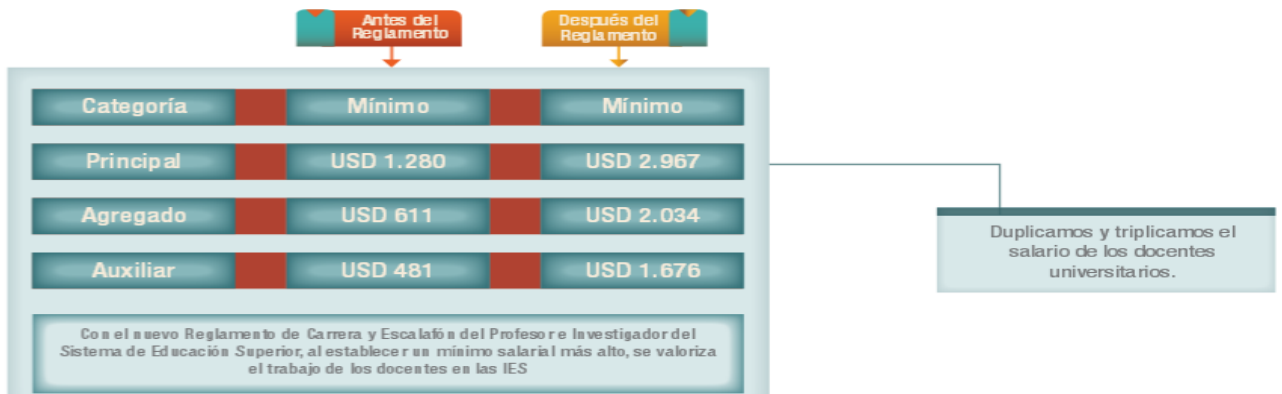 Antes del
Reglamento
Después del
Reglamento
Categoría Mínimo Mínimo
Principal USD 1.280 USD 2.967
Agregado USD 611 USD 2.034
Auxiliar USD 481 USD 1.676
Duplicamos y triplicamos el
salario de los docentes
universitarios.
Con el nuevo Reglamento de Carrera y Escalafón del Profesor e Investigador del
Sistema de Educación Superior, al establecer un mínimo salarial más alto, se valoriza
el trabajo de los docentes en las IES